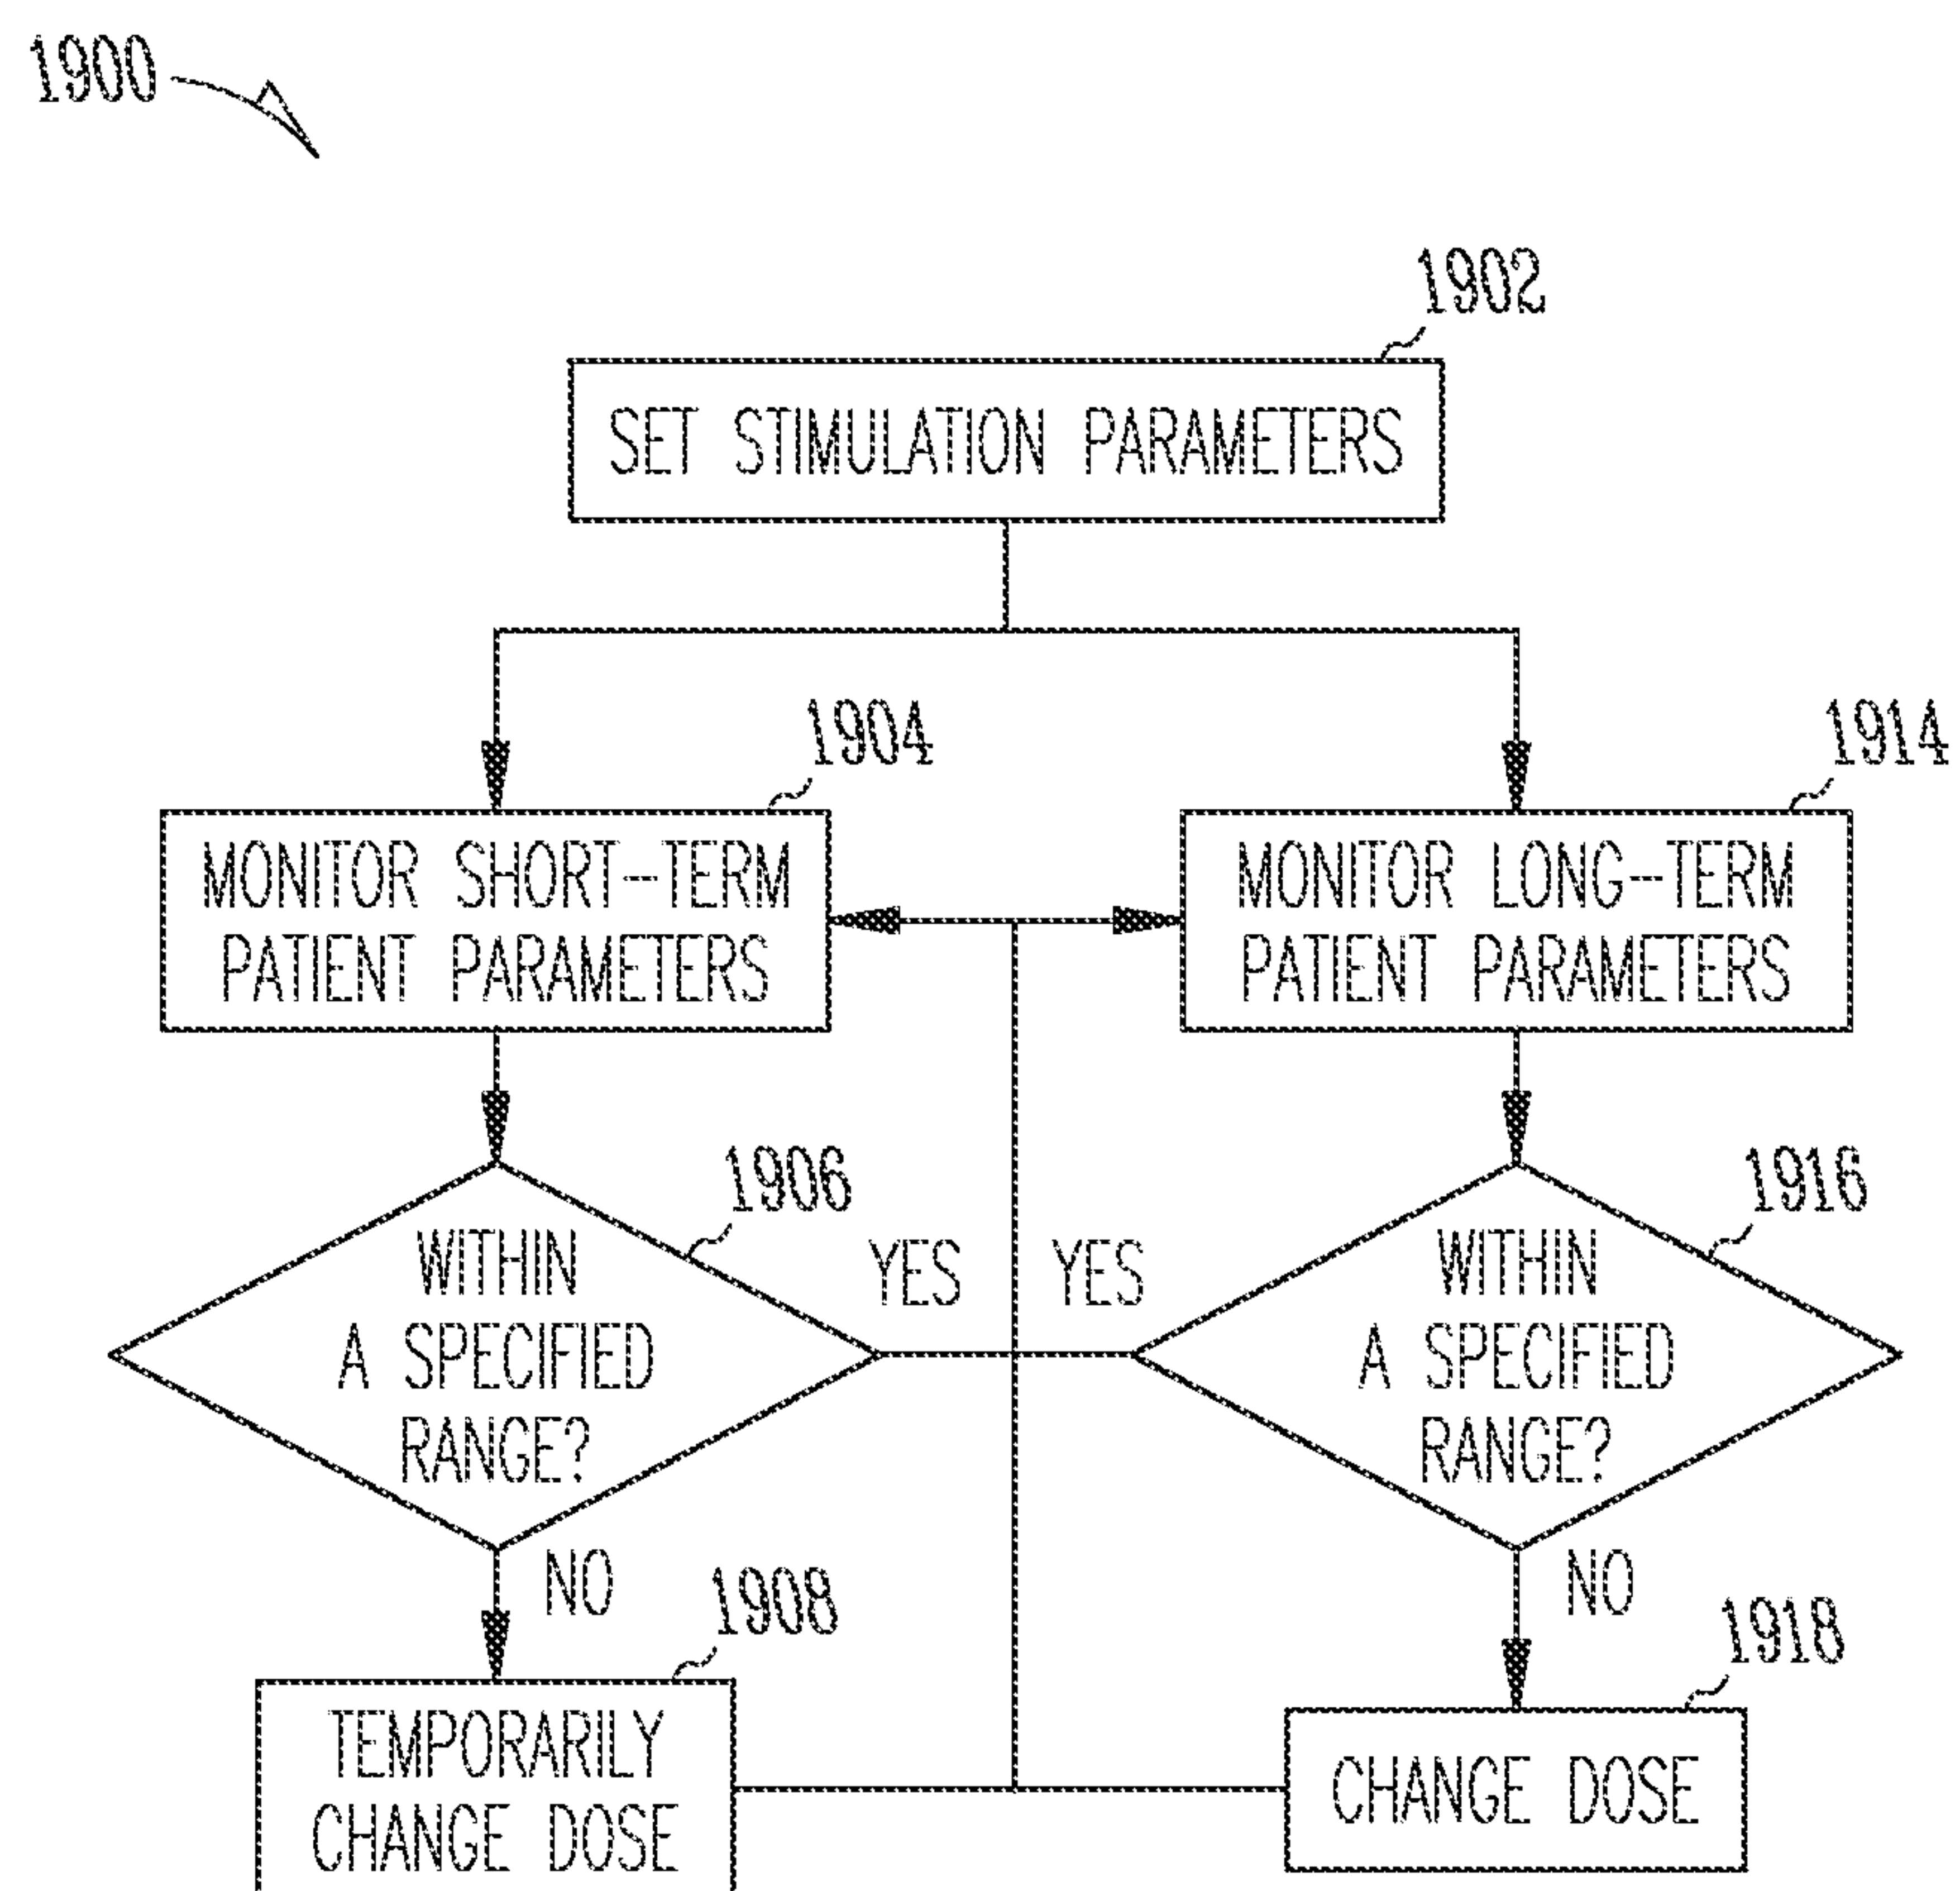 1900
1902
SET STIMULATION PARAMETERS
1904
1914
MONITOR SHORT-TERM
PATIENT PARAMETERS
MONITOR LONG-TERM
PATIENT PARAMETERS
1906
1916
WITHIN
A SPECIFIED
RANGE?
YES
YES
WITHIN
A SPECIFIED
RANGE?
NO
NO
1908
1918
TEMPORARILY
CHANGE DOSE
CHANGE DOSE